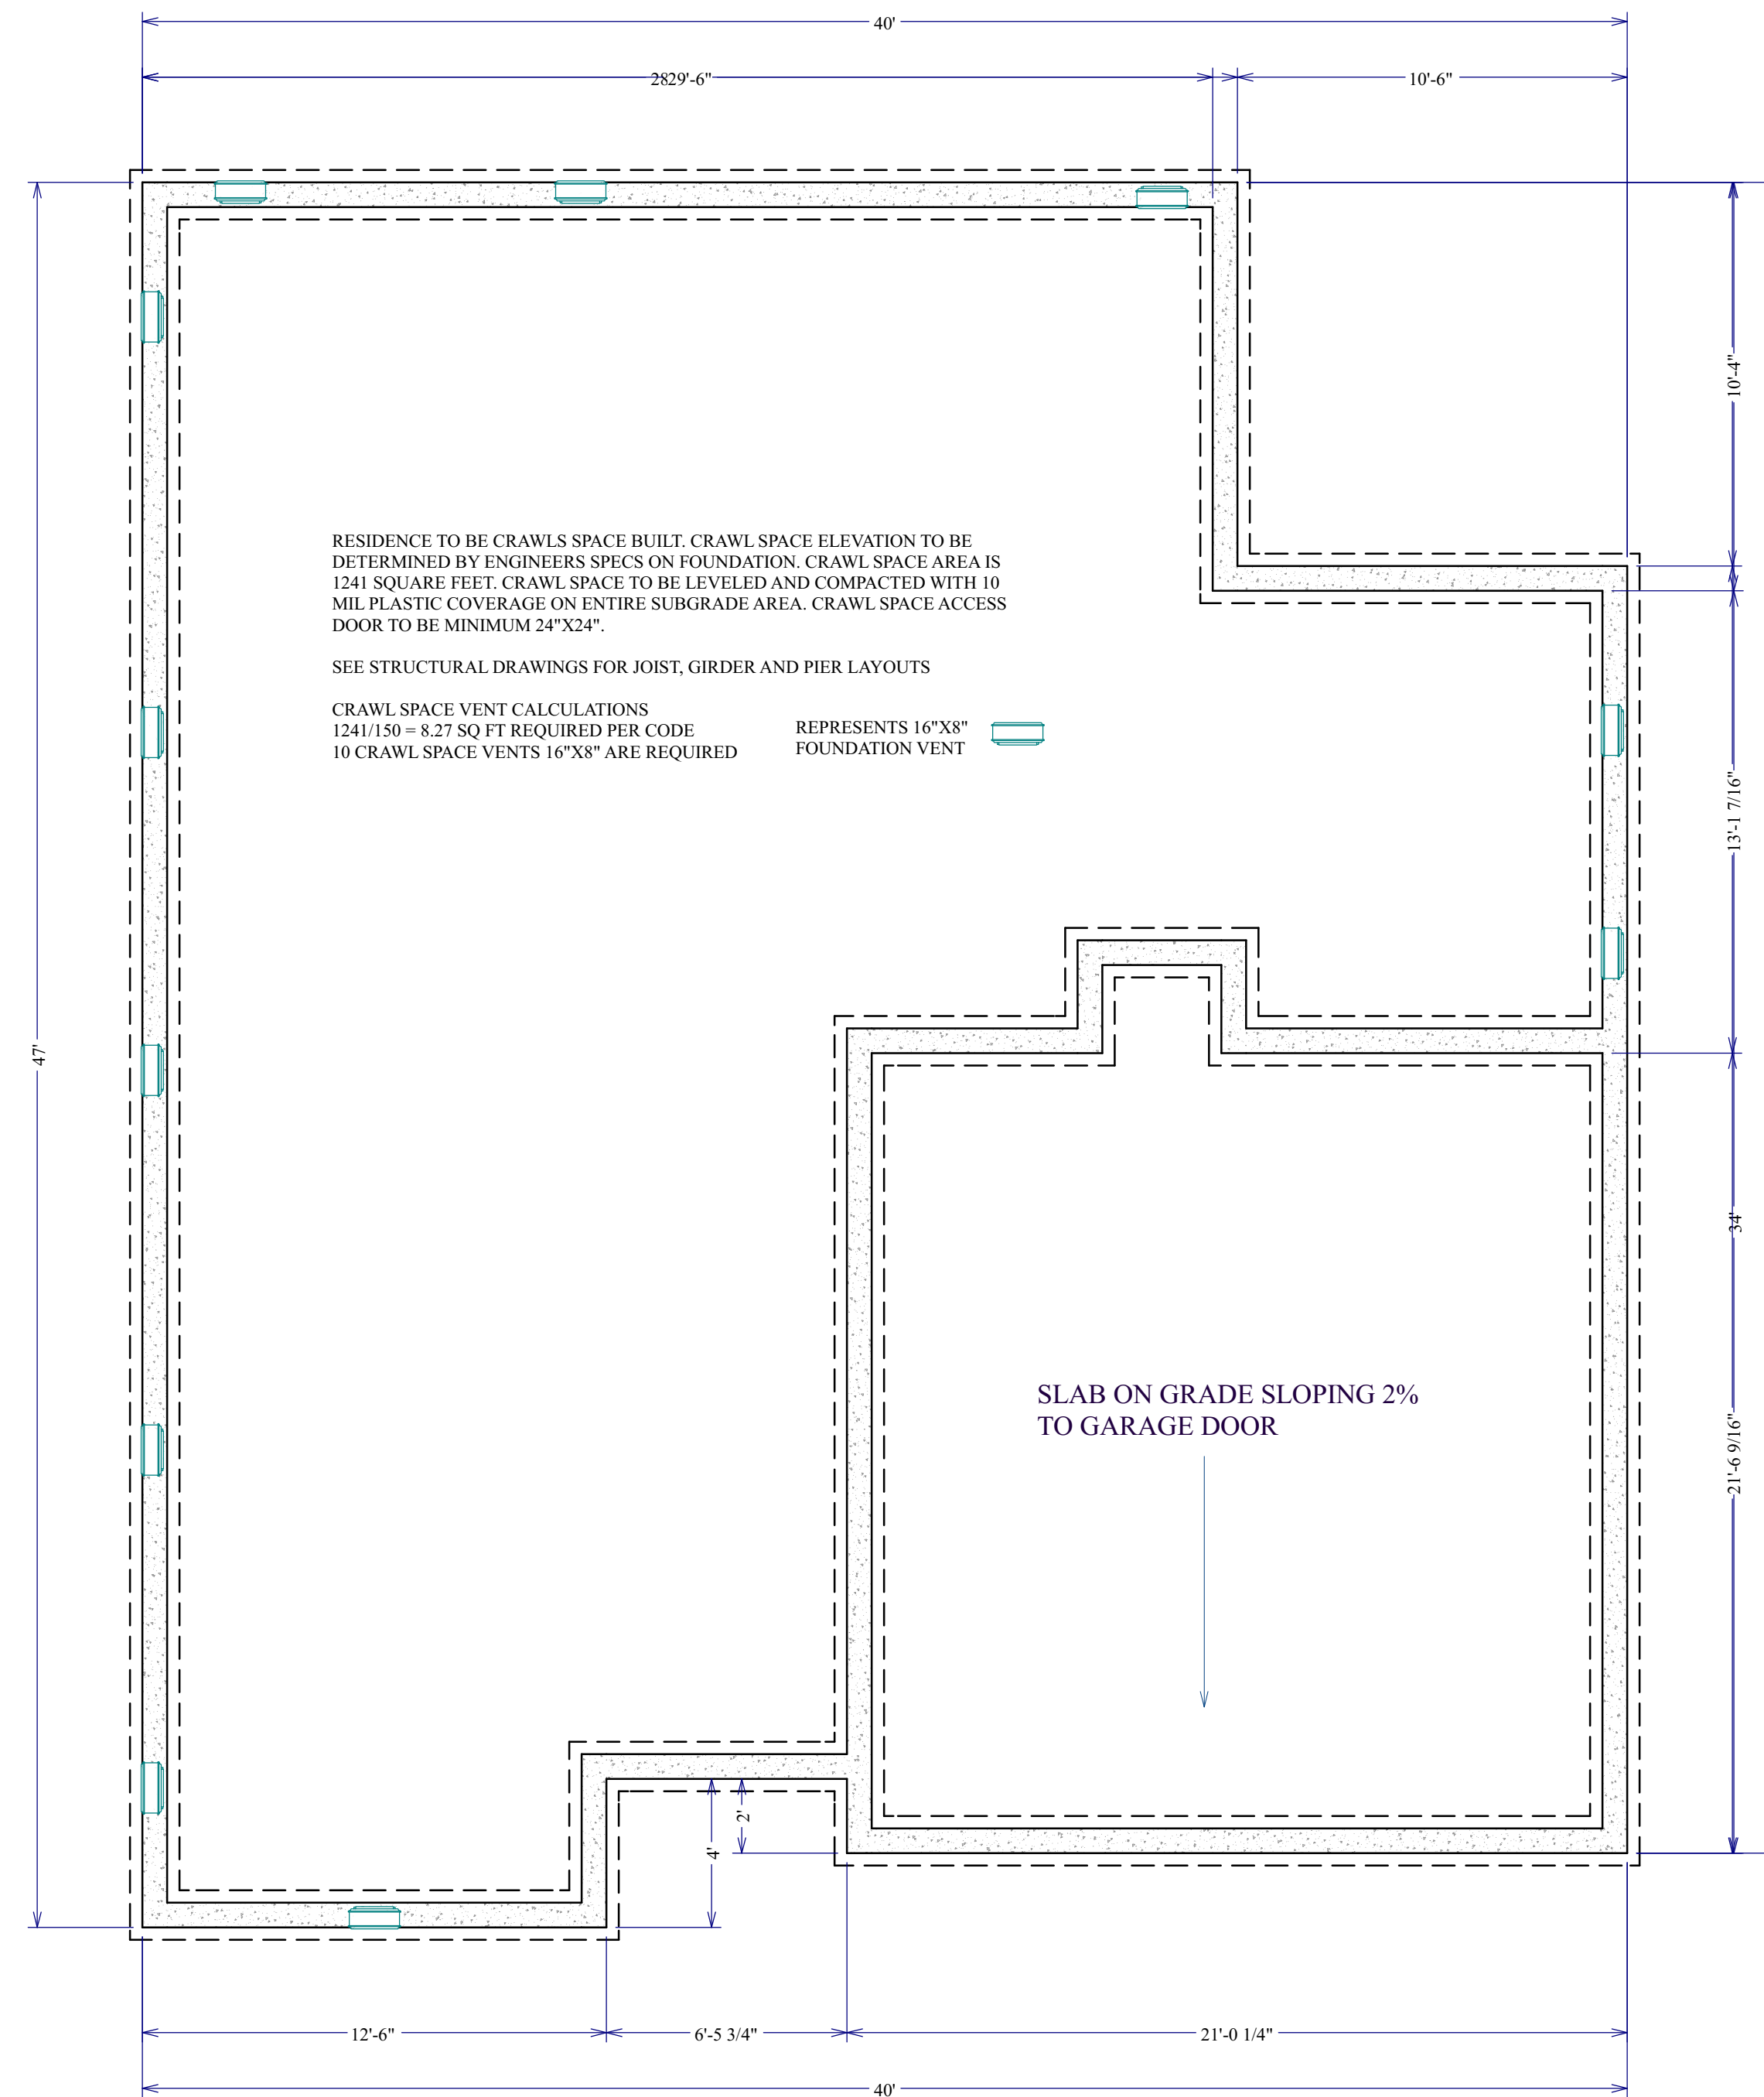 40'
2829'-6"
10'-6"
10'-4"
RESIDENCE TO BE CRAWLS SPACE BUILT. CRAWL SPACE ELEVATION TO BE
DETERMINED BY ENGINEERS SPECS ON FOUNDATION. CRAWL SPACE AREA IS
1241 SQUARE FEET. CRAWL SPACE TO BE LEVELED AND COMPACTED WITH 10
MIL PLASTIC COVERAGE ON ENTIRE SUBGRADE AREA. CRAWL SPACE ACCESS
DOOR TO BE MINIMUM 24"X24".
SEE STRUCTURAL DRAWINGS FOR JOIST, GIRDER AND PIER LAYOUTS
CRAWL SPACE VENT CALCULATIONS
1241/150 = 8.27 SQ FT REQUIRED PER CODE
10 CRAWL SPACE VENTS 16"X8" ARE REQUIRED
REPRESENTS 16"X8"
FOUNDATION VENT
13'-1 7/16"
47'
34'
SLAB ON GRADE SLOPING 2%
TO GARAGE DOOR
21'-6 9/16"
2'
4'
12'-6"
6'-5 3/4"
21'-0 1/4"
40'